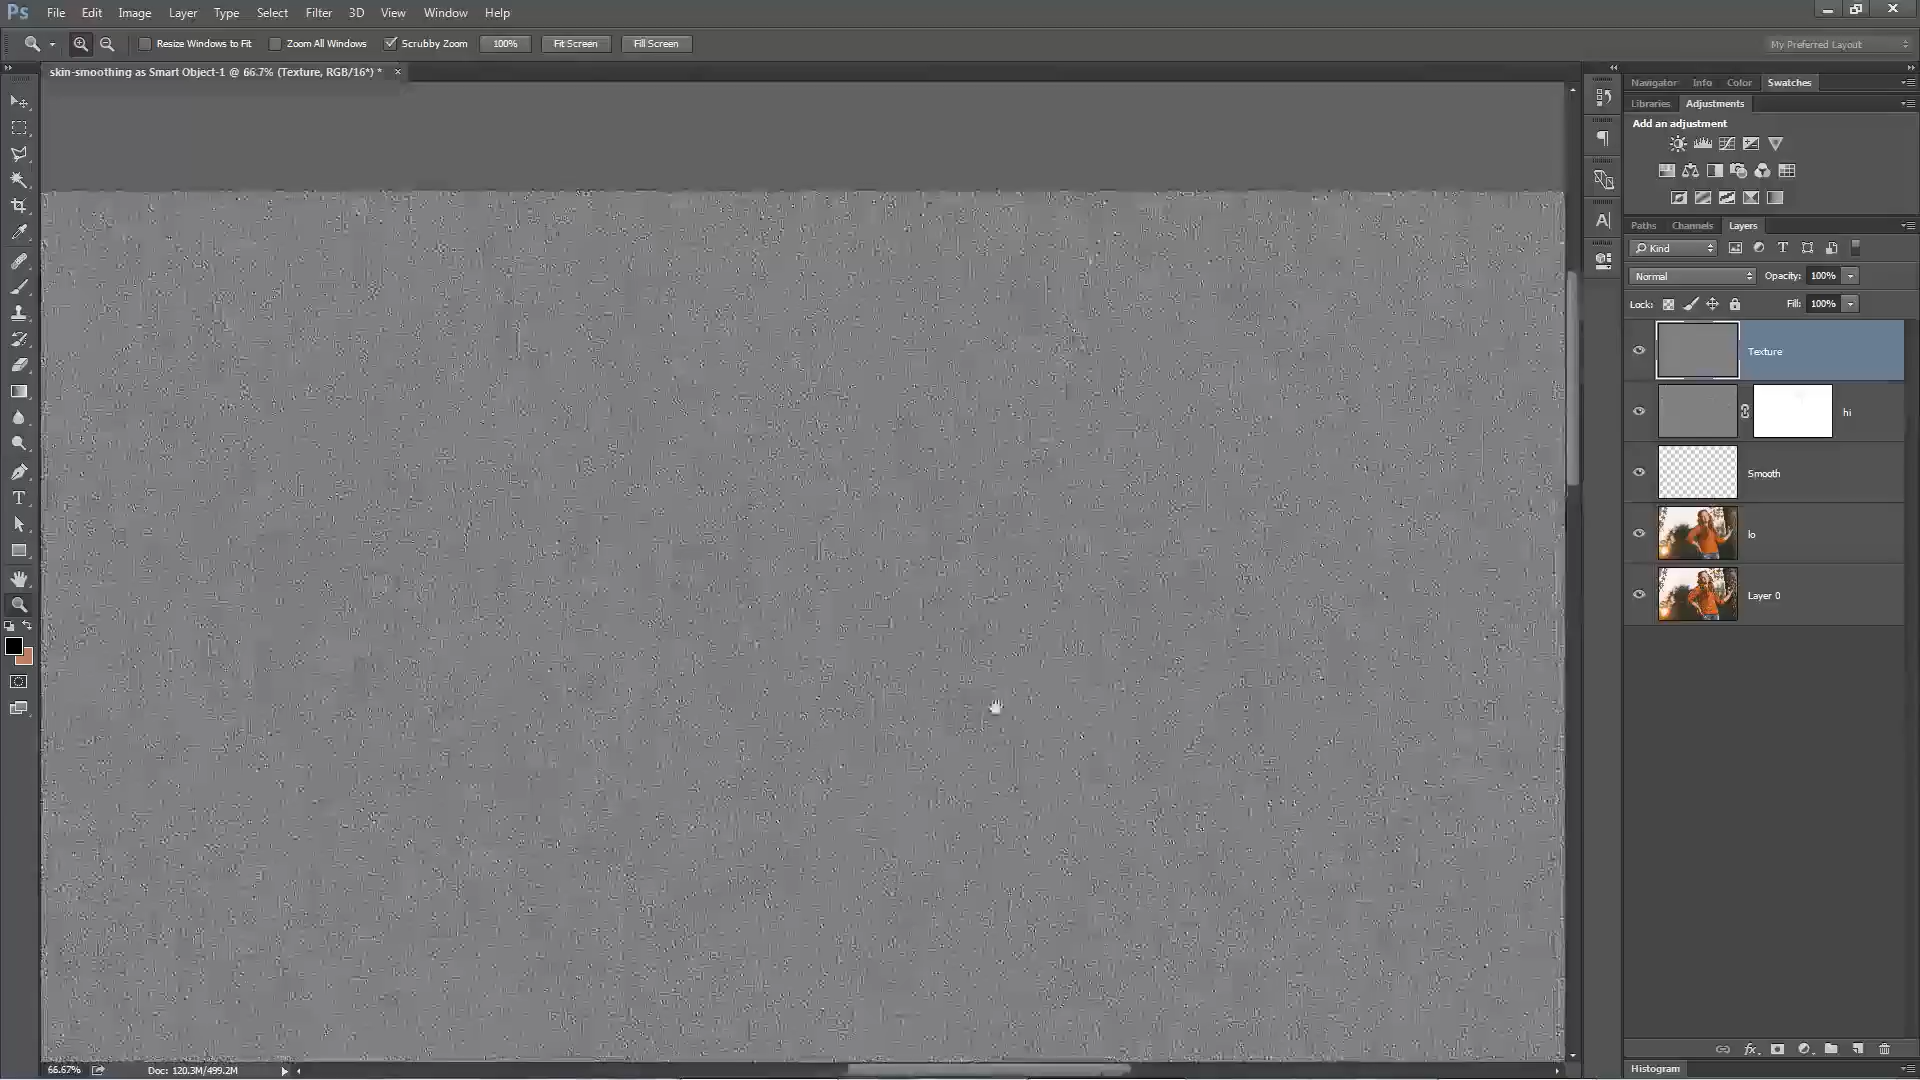 Ps File Edit Image Layer Type Select Filter 3D View Window Help
Resize Windows to Fit Zoom All Windows Scrubby Zoom 100% Fit Screen Fill Screen My Preferred Layout
skin-smoothing as Smart Object-1 @ 66.7% (Texture, RGB/16*) * ×
Navigator Info Color Swatches
Libraries Adjustments
Add an adjustment
Paths Channels Layers
Kind
Normal Opacity: 100%
Lock: Fill: 100%
Texture
hi
Smooth
lo
Layer 0
66.67% Doc: 120.3M/499.2M
Histogram